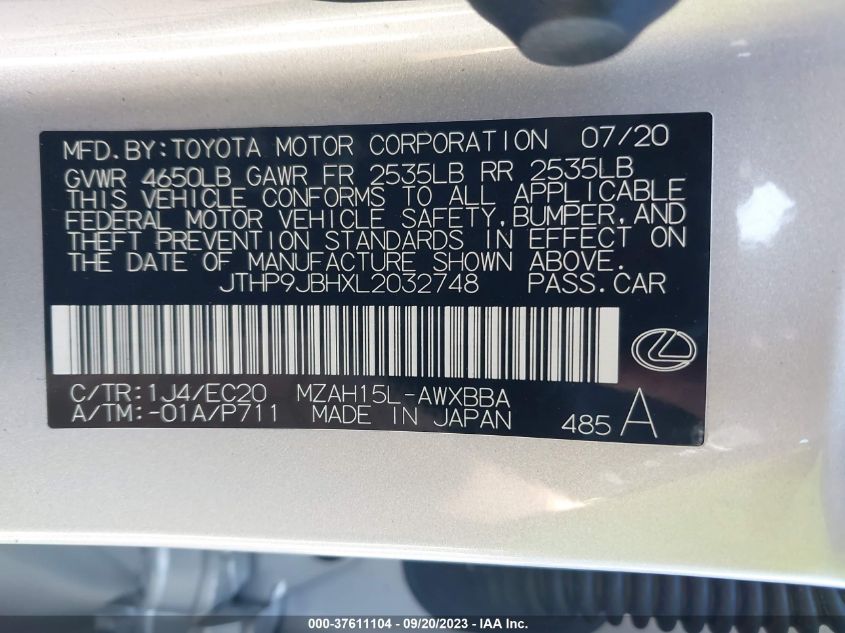 MFD.BY:TOYOTA MOTOR CORPORATION 07/20
GVWR 4650LB GAWR FR 2535LB RR 2535LB
THIS VEHICLE CONFORMS TO ALL APPLICABLE
FEDERAL MOTOR VEHICLE SAFETY,BUMPER,AND
THEFT PREVENTION STANDARDS IN EFFECT ON
THE DATE OF MANUFACTURE SHOWN ABOVE.
JTHP9JBHXL2032748 PASS.CAR
C/TR:1J4/EC20 MZAH15L-AWXBBA
A/TM:-01A/P711 MADE IN JAPAN 485 A
000-37611104 - 09/20/2023 - IAA Inc.